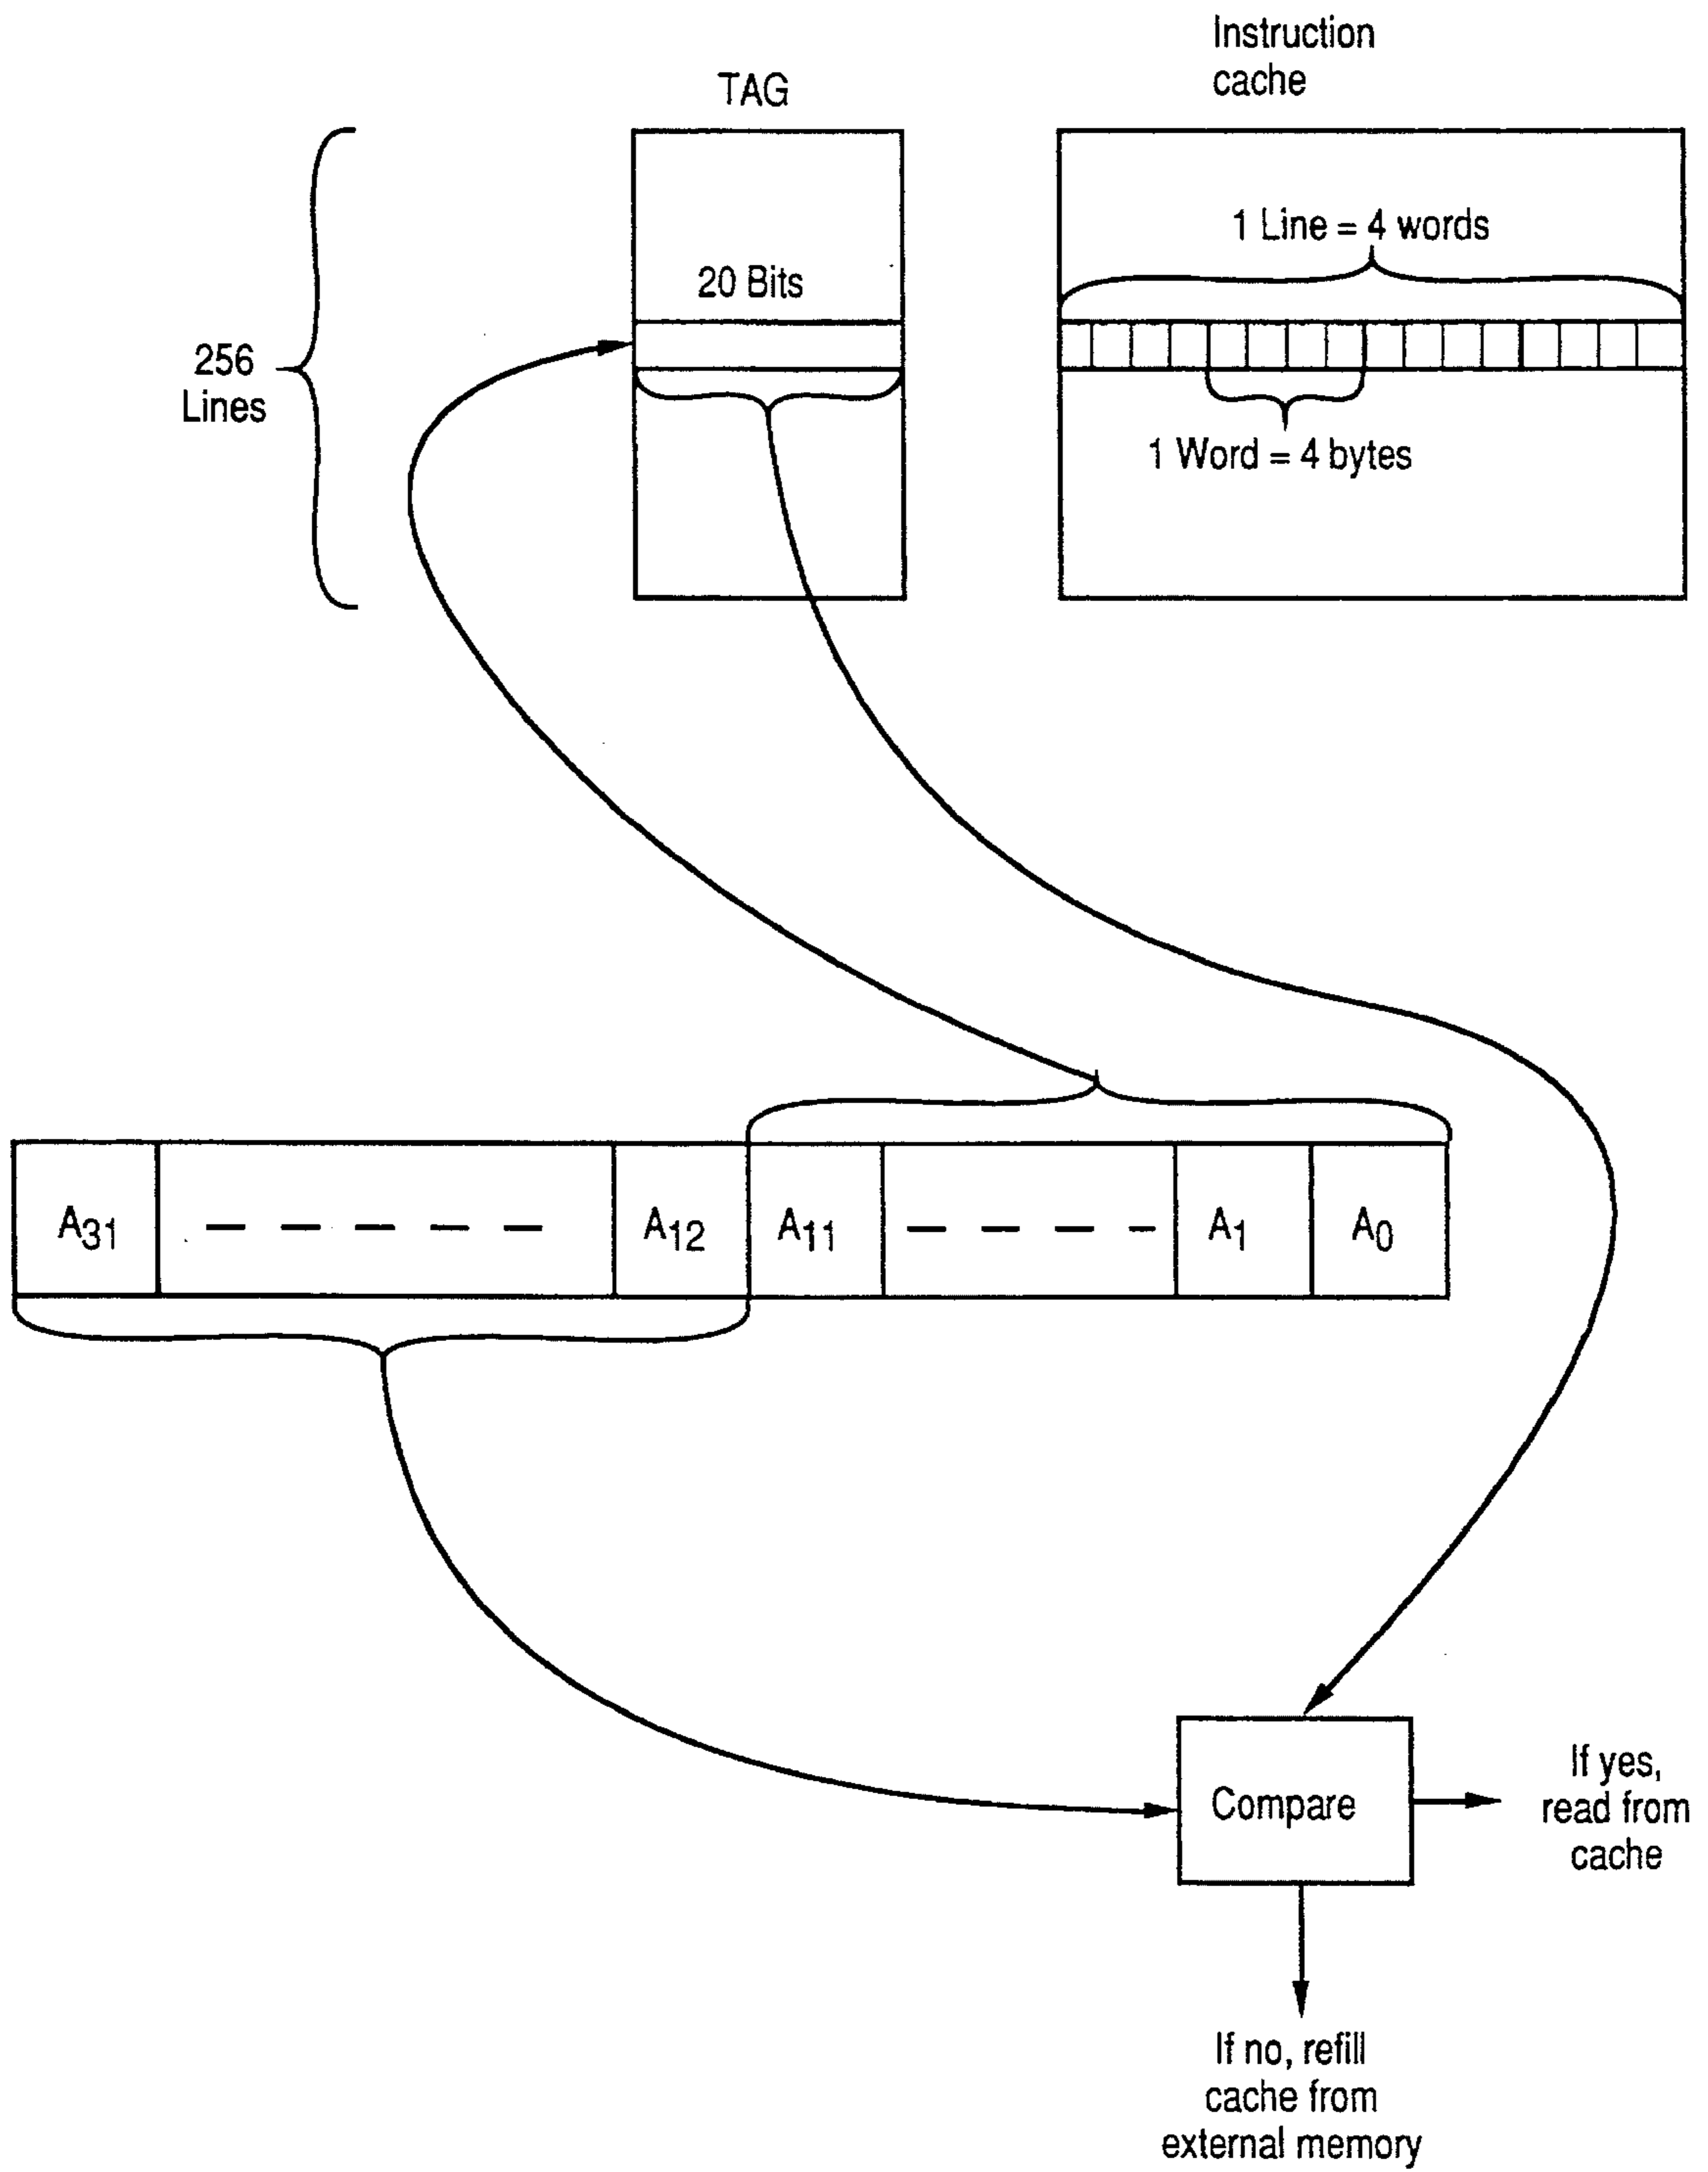 Instruction
cache
TAG
1 Line = 4 words
20 Bits
256
Lines
1 Word = 4 bytes
A31 A12 A11 A1 A0
Compare
If yes,
read from
cache
If no, refill
cache from
external memory